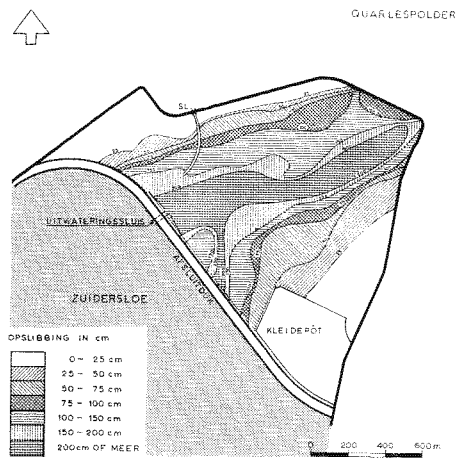 QUARLESPOLDER
SL.
UITWATERINGSSLUIS
AFSLUITDIJK
ZUIDERSLOE
KLEIDEPÔT
OPSLIBBING IN cm
0 - 25 cm
25 - 50 cm
50 - 75 cm
75 - 100 cm
100 - 150 cm
150 - 200 cm
200cm OF MEER
0 200 400 600m